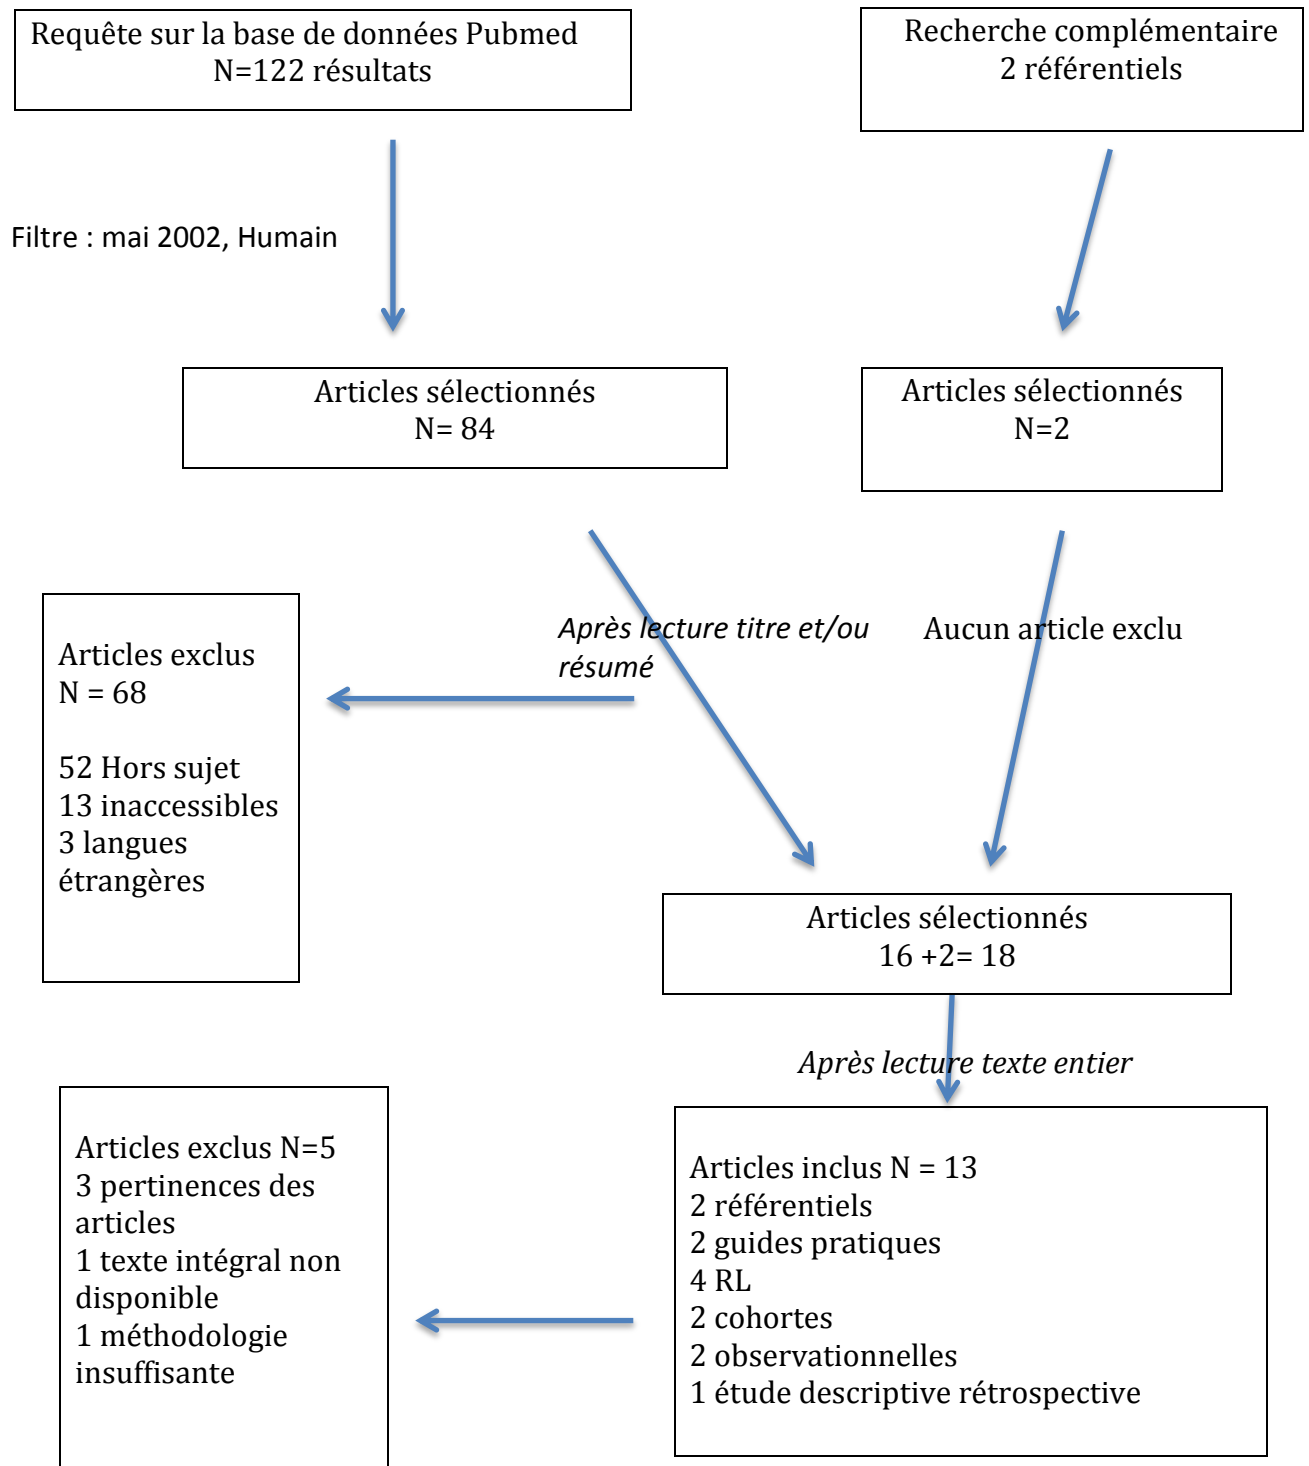 Requête sur la base de données Pubmed
N=122 résultats
Recherche complémentaire
2 référentiels
Filtre : mai 2002, Humain
Articles sélectionnés
N= 84
Articles sélectionnés
N=2
Après lecture titre et/ou
résumé
Aucun article exclu
Articles exclus
N = 68
52 Hors sujet
13 inaccessibles
3 langues
étrangères
Articles sélectionnés
16 +2= 18
Après lecture texte entier
Articles exclus N=5
3 pertinences des
articles
1 texte intégral non
disponible
1 méthodologie
insuffisante
Articles inclus N = 13
2 référentiels
2 guides pratiques
4 RL
2 cohortes
2 observationnelles
1 étude descriptive rétrospective